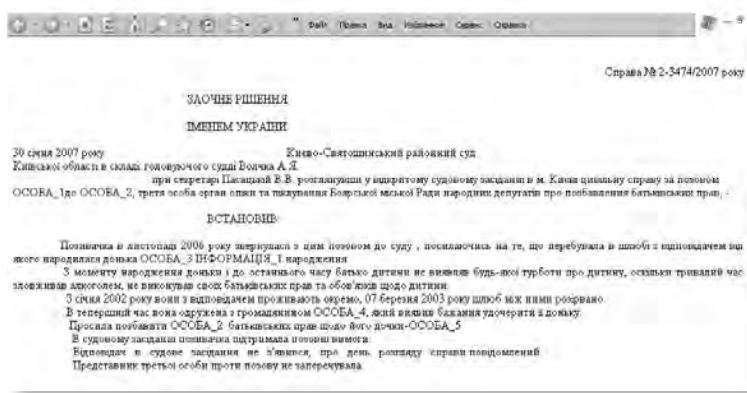 Файл Правка Вид Избранное Сервис Справка
Справа № 2-3474/2007 року
ЗАОЧНЕ РІШЕННЯ
ІМЕНЕМ УКРАЇНИ
30 січня 2007 року Києво-Святошинський районний суд
Київської області в складі головуючого судді Волчка А.Я.
при секретарі Пасацькій В.В. розглянувши у відкритому судовому засіданні в м. Києві цивільну справу за позовом
ОСОБА_1до ОСОБА_2, третя особа орган опіки та піклування Боярської міської Ради народних депутатів про позбавлення батьківських прав, -
ВСТАНОВИВ
Позивачка в листопаді 2006 року звернулася з цим позовом до суду , посилаючись на те, що перебувала в шлюбі з відповідачем від
якого народилася донька ОСОБА_3 ІНФОРМАЦІЯ_1 народження
З моменту народження доньки і до останнього часу батько дитини не виявляв будь-якої турботи про дитину, оскільки тривалий час
зловживав алкоголем, не виконував своїх батьківських прав та обов'язків щодо дитини.
З січня 2002 року вони з відповідачем проживають окремо, 07 березня 2003 року шлюб між ними розірвано.
В теперішній час вона одружена з громадянином ОСОБА_4, який виявив бажання удочерити її доньку.
Просила позбавити ОСОБА_2 батьківських прав щодо його дочки-ОСОБА_5
В судовому засіданні позивачка підтримала позовні вимоги.
Відповідач в судове засідання не з'явився, про день розгляду справи повідомлений.
Представник третьої особи проти позову не заперечувала.